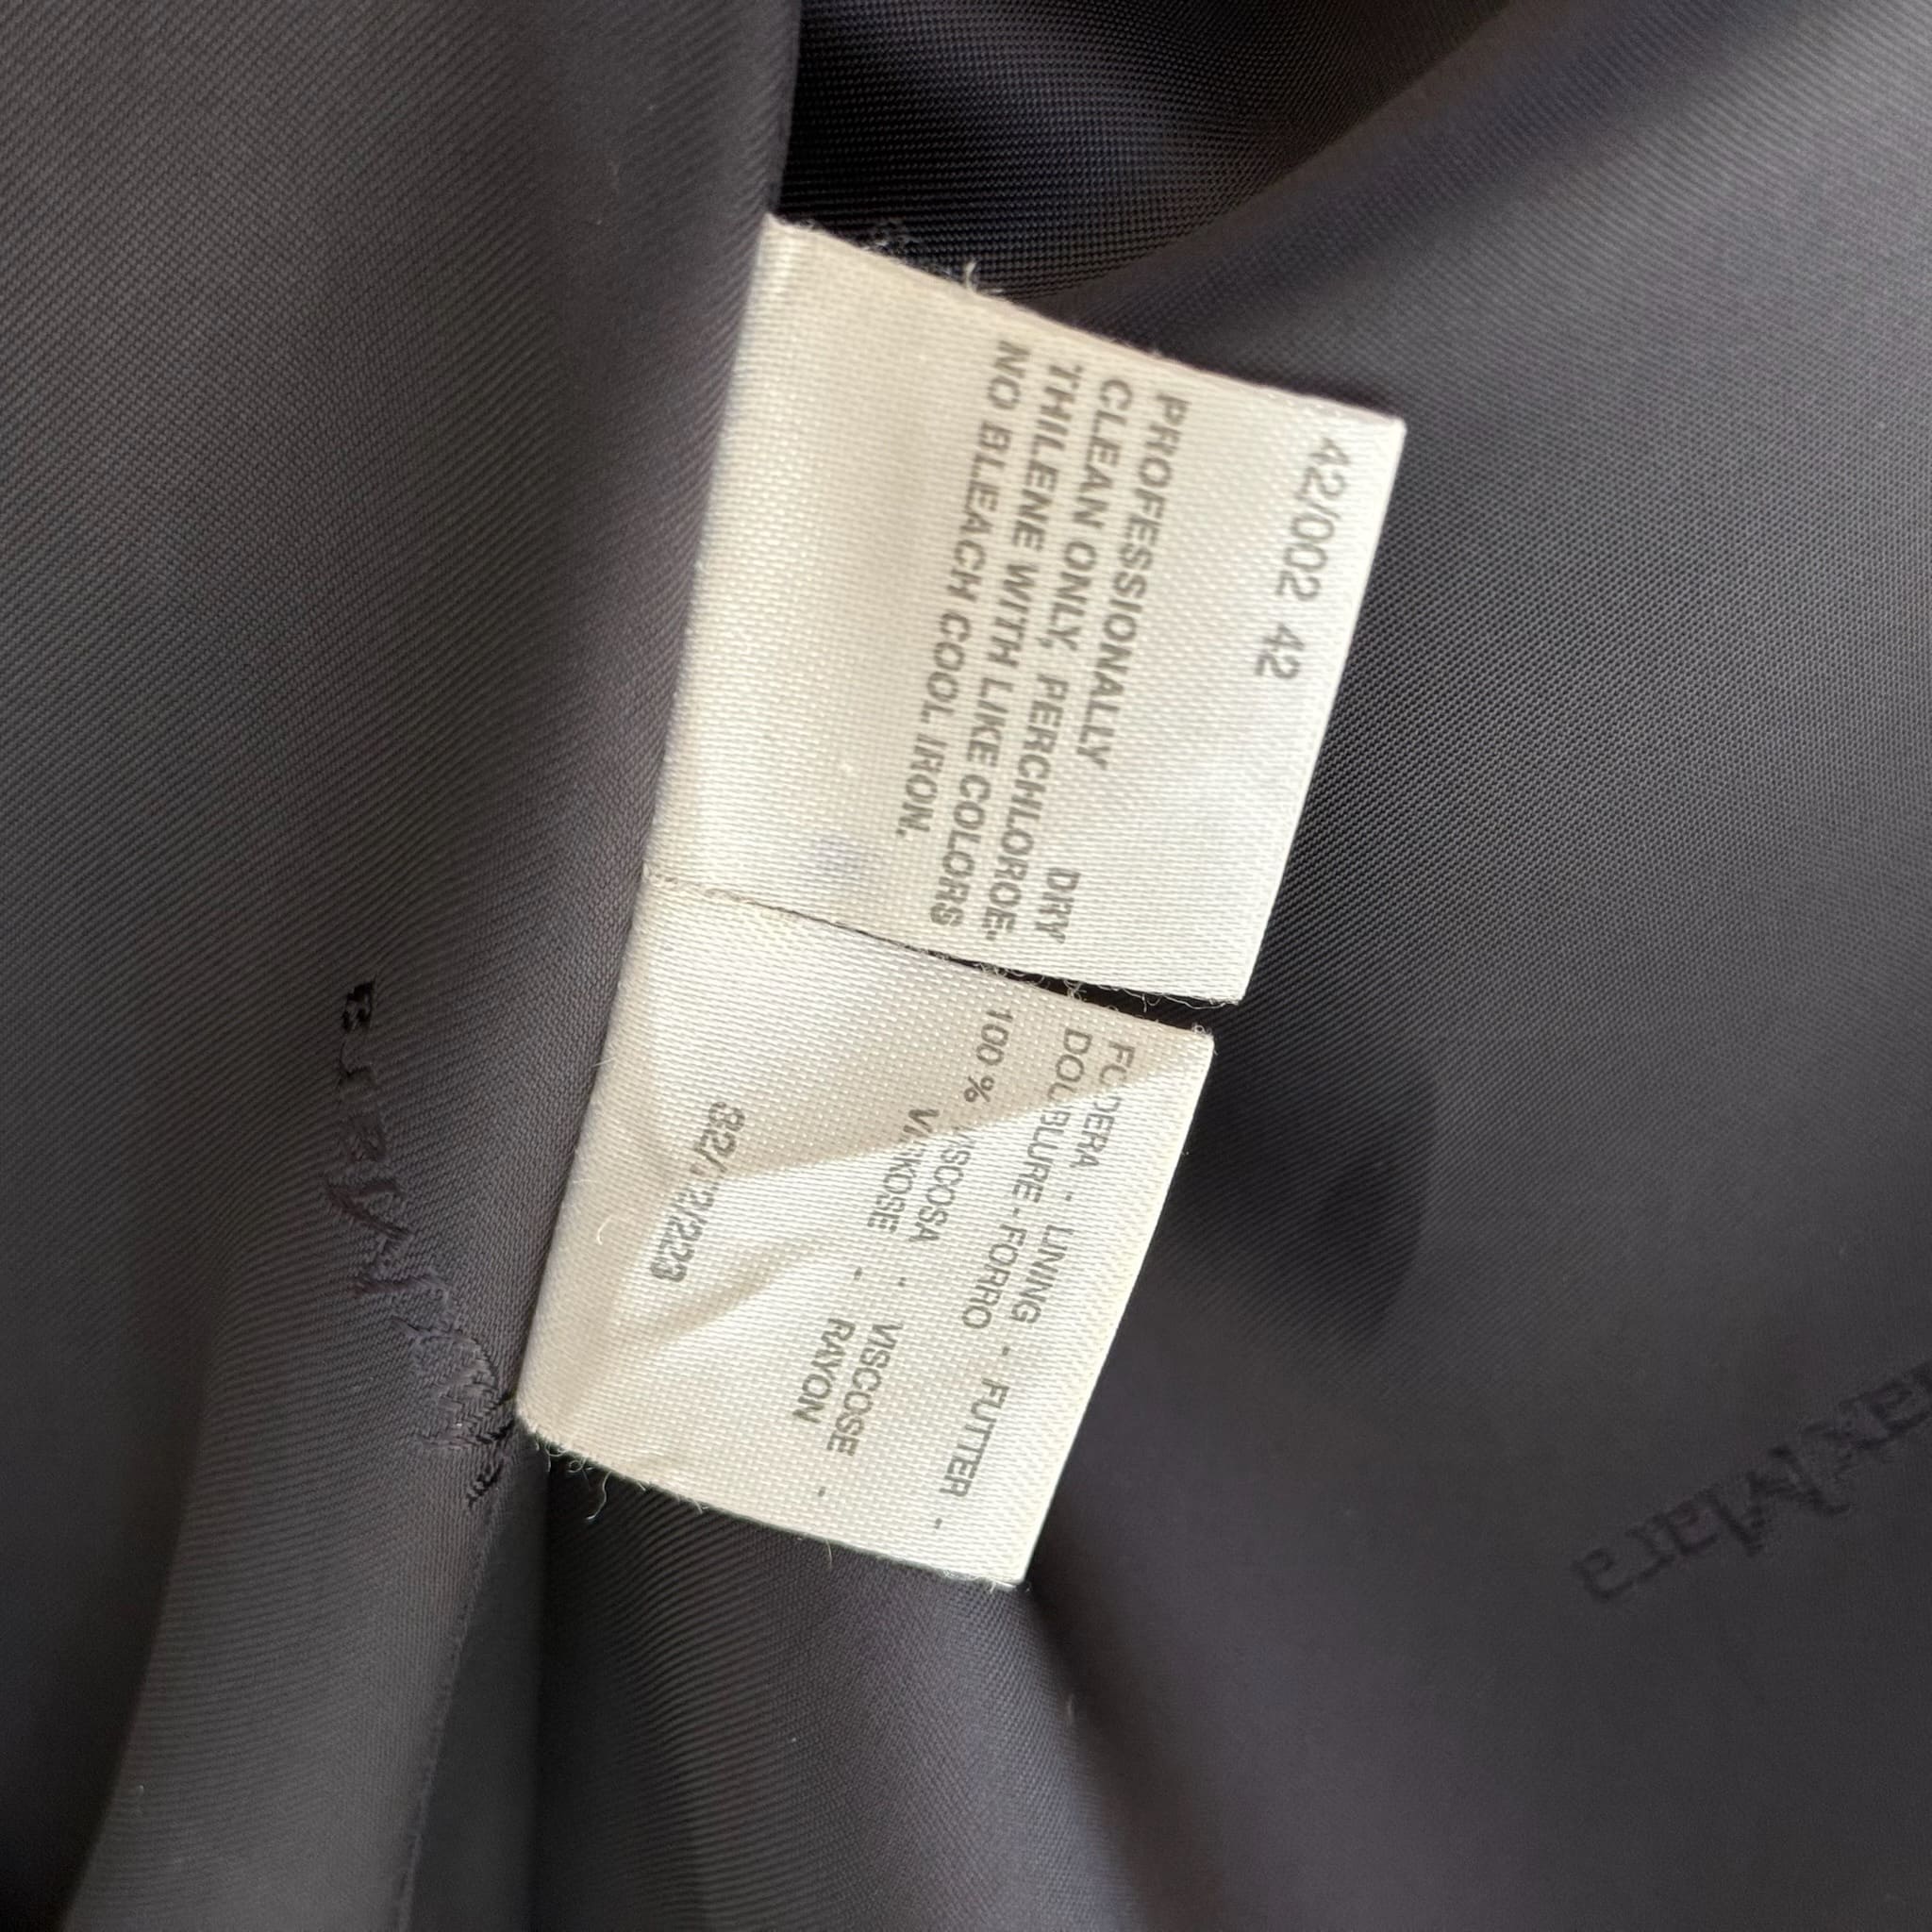 42/002 42
PROFESSIONALLY DRY
CLEAN ONLY, PERCHLOROE,
THILENE WITH LIKE COLORS
NO BLEACH COOL IRON.
FODERA - LINING - FUTTER -
DOUBLURE - FORRO
100 % VISCOSA - VISCOSE -
VISKOSE - RAYON
MaxMara